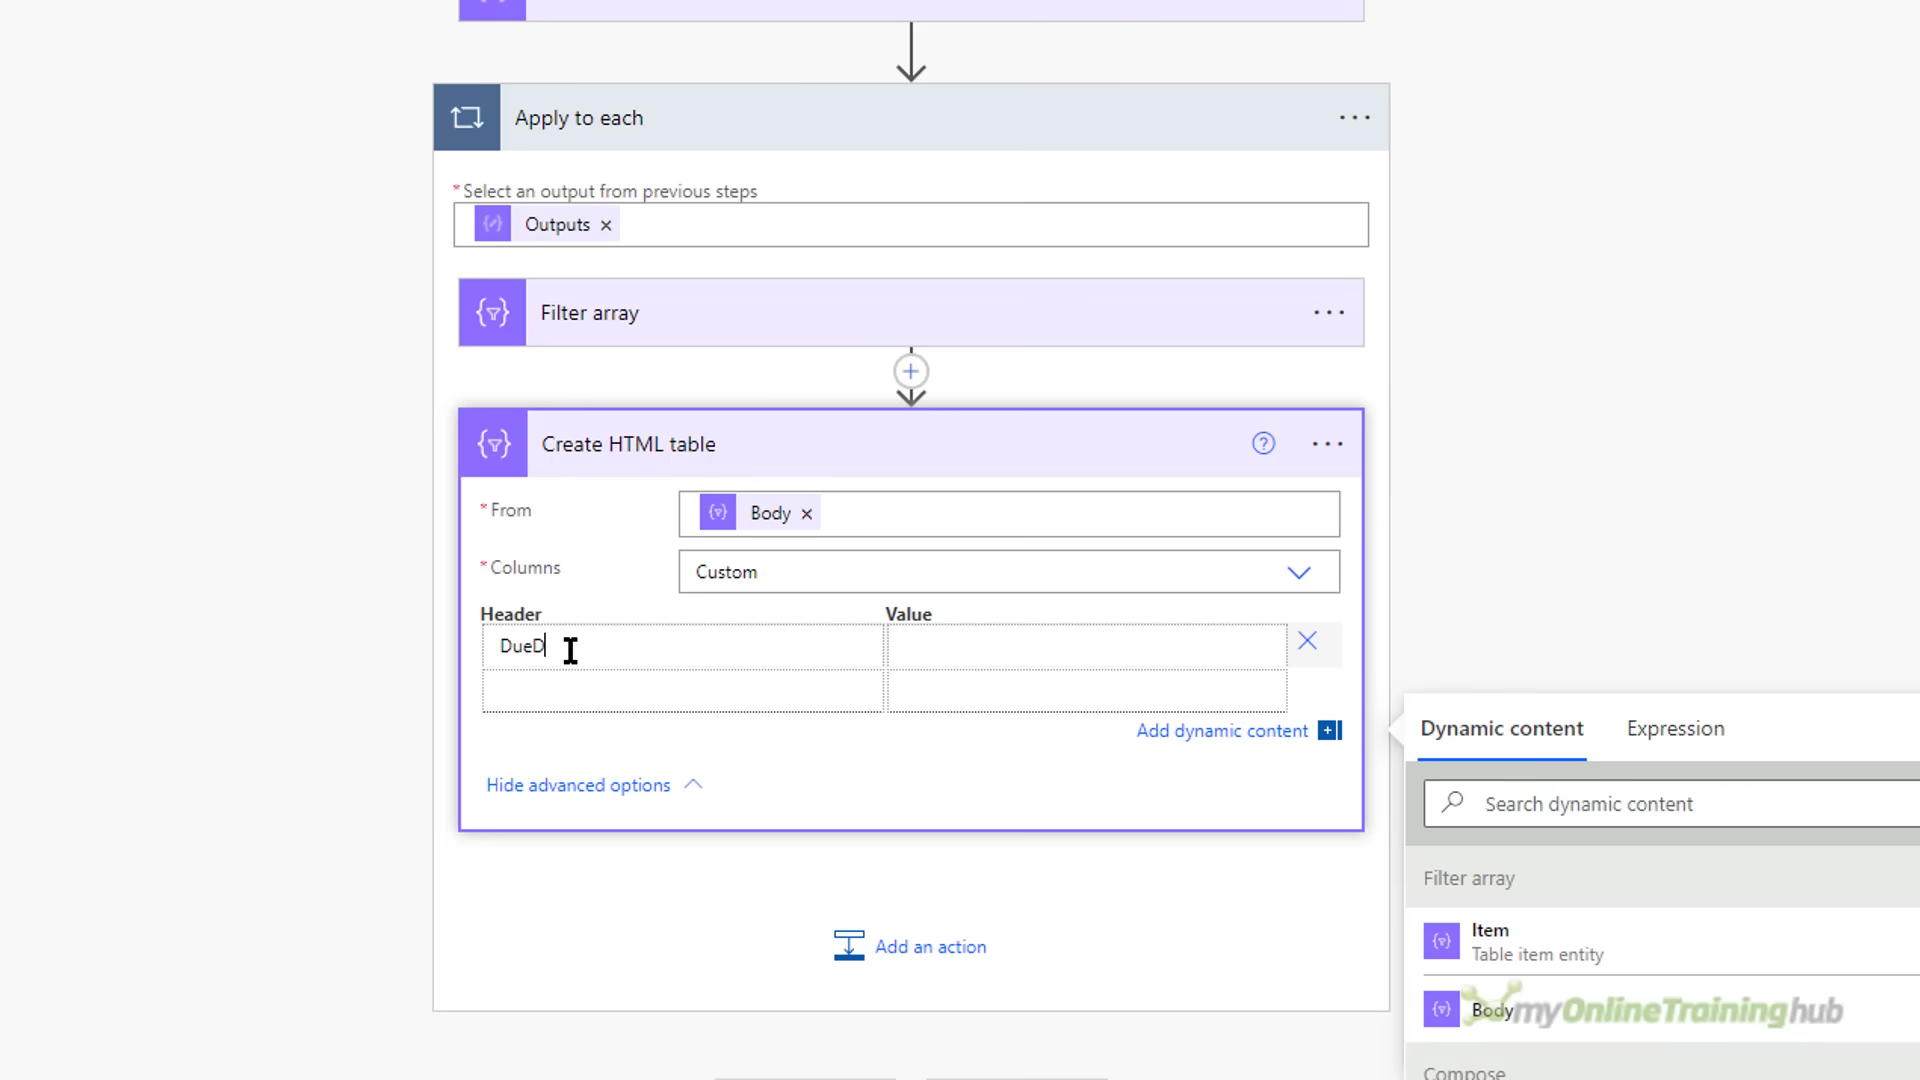 Apply to each
* Select an output from previous steps
Outputs ×
Filter array
Create HTML table
* From
Body ×
* Columns
Custom
Header Value
DueD
Add dynamic content
Hide advanced options
Add an action
Dynamic content Expression
Search dynamic content
Filter array
Item
Table item entity
Body
myOnlineTraininghub
Compose